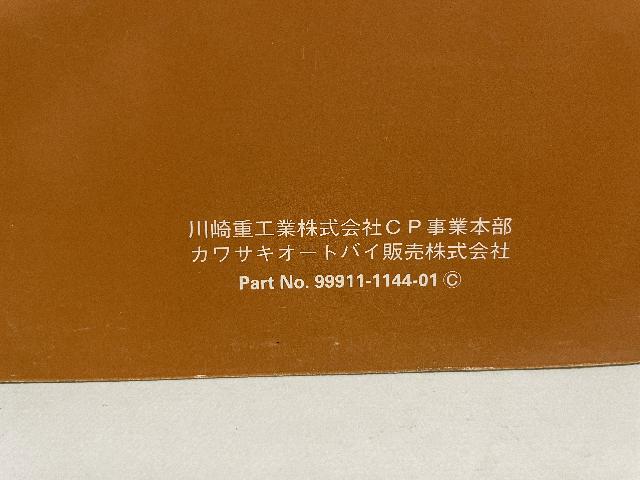 川崎重工業株式会社CP事業本部
カワサキオートバイ販売株式会社
Part No. 99911-1144-01 ©